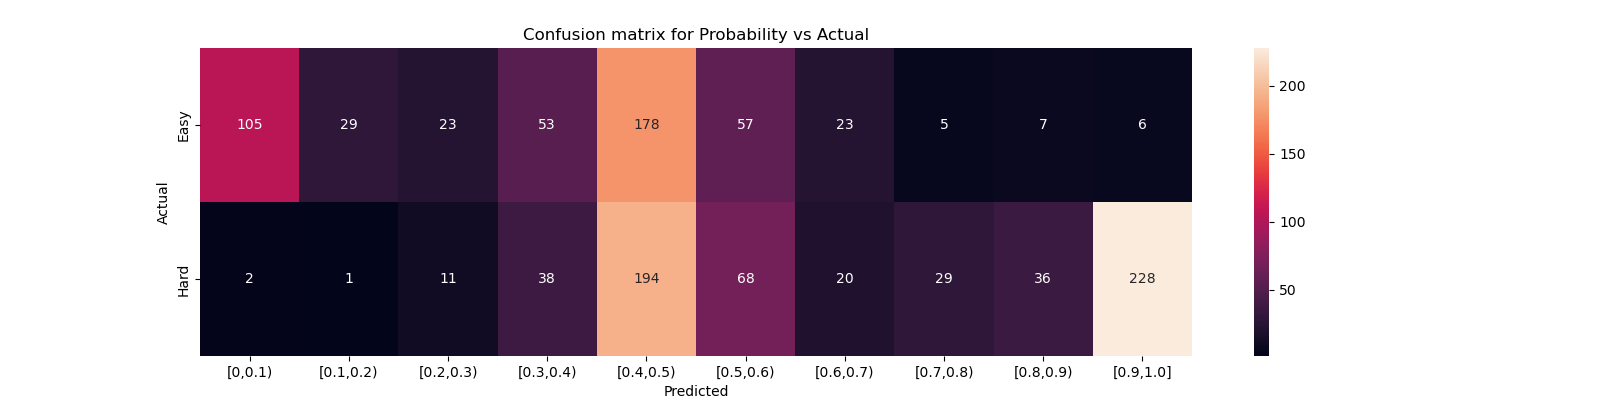 Confusion matrix for Probability vs Actual
Easy 105 29 23 53 178 57 23 5 7 6
Actual
Hard 2 1 11 38 194 68 20 29 36 228
[0,0.1) [0.1,0.2) [0.2,0.3) [0.3,0.4) [0.4,0.5) [0.5,0.6) [0.6,0.7) [0.7,0.8) [0.8,0.9) [0.9,1.0]
Predicted
200
150
100
50